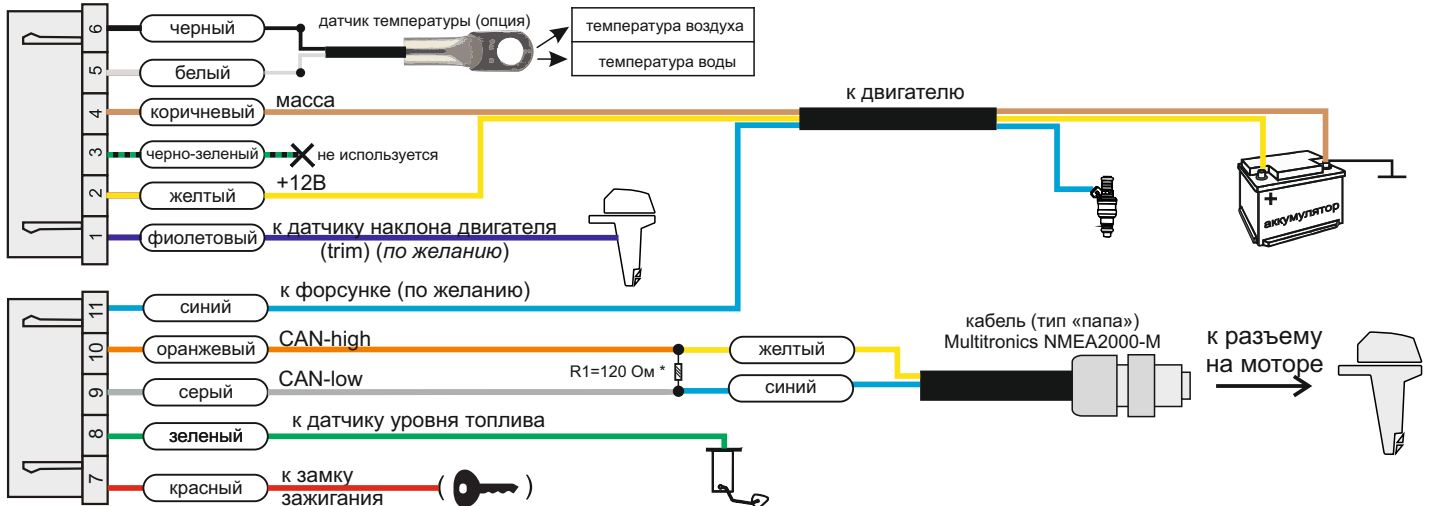 6
черный
датчик температуры (опция)
температура воздуха
температура воды
5
белый
4
коричневый
масса
к двигателю
3
черно-зеленый
не используется
2
желтый
+12В
1
фиолетовый
к датчику наклона двигателя
(trim) (по желанию)
+
аккумулятор
11
синий
к форсунке (по желанию)
10
оранжевый
CAN-high
R1=120 Ом *
желтый
кабель (тип «папа»)
Multitronics NMEA2000-M
к разъему
на моторе
9
серый
CAN-low
синий
8
зеленый
к датчику уровня топлива
7
красный
к замку
зажигания
( )